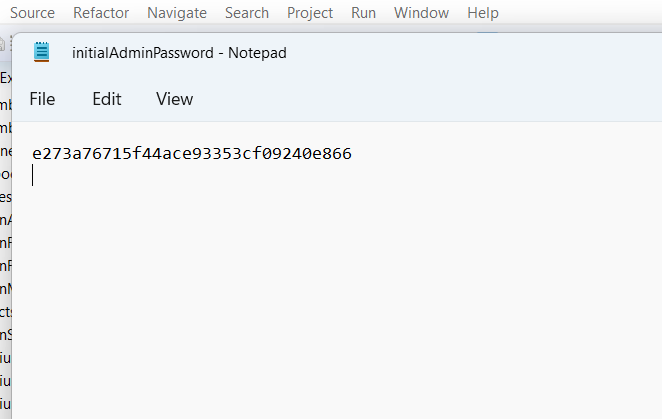 Source Refactor Navigate Search Project Run Window Help
initialAdminPassword - Notepad
File Edit View
e273a76715f44ace93353cf09240e866